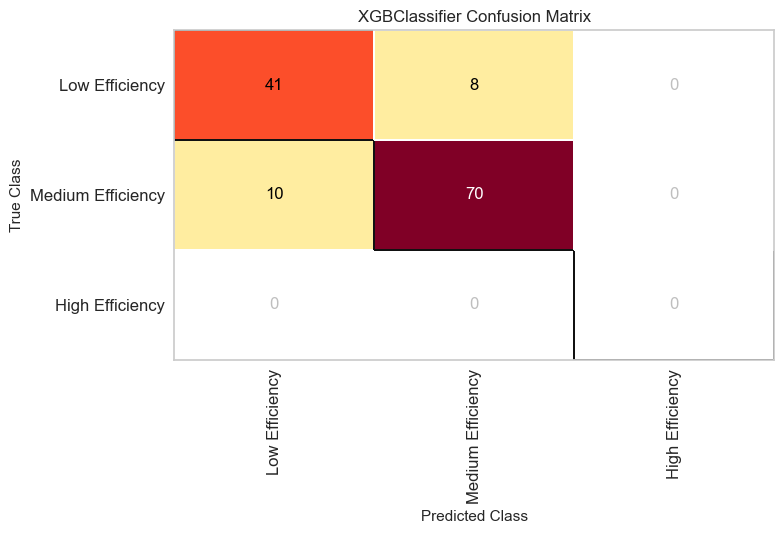 XGBClassifier Confusion Matrix
True Class
Low Efficiency 41 8 0
Medium Efficiency 10 70 0
High Efficiency 0 0 0
Low Efficiency
Medium Efficiency
High Efficiency
Predicted Class